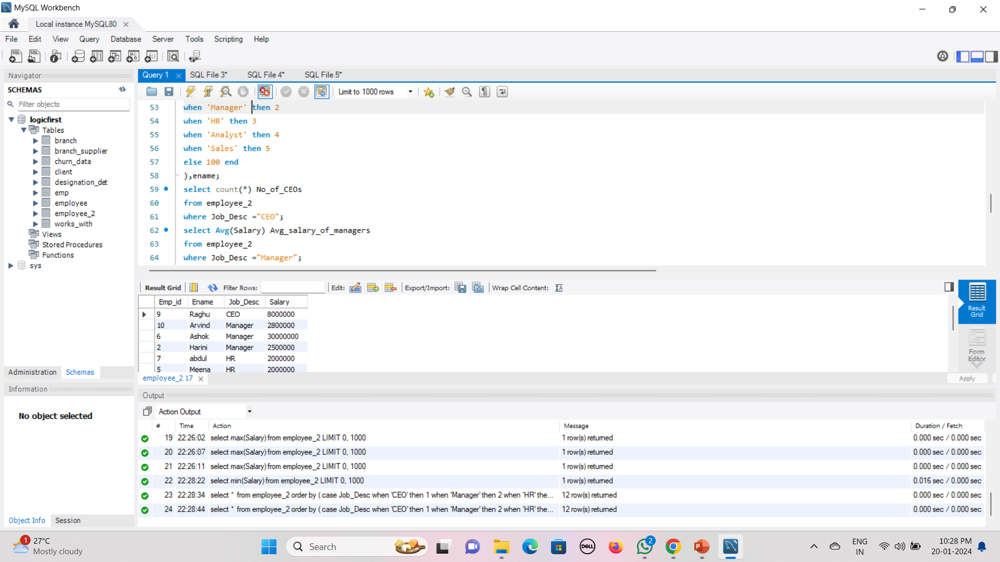 MySQL Workbench
Local instance MySQL80
File Edit View Query Database Server Tools Scripting Help
Navigator
SCHEMAS
Filter objects
logicfirst
Tables
branch
branch_supplier
churn_data
client
designation_det
emp
employee
employee_2
works_with
Views
Stored Procedures
Functions
sys
Administration Schemas
Information
No object selected
Object Info Session
Query 1 SQL File 3* SQL File 4* SQL File 5*
Limit to 1000 rows
53 when 'Manager' then 2
54 when 'HR' then 3
55 when 'Analyst' then 4
56 when 'Sales' then 5
57 else 100 end
58 ),ename;
59 select count(*) No_of_CEOs
60 from employee_2
61 where Job_Desc ="CEO";
62 select Avg(Salary) Avg_salary_of_managers
63 from employee_2
64 where Job_Desc ="Manager";
Result Grid Filter Rows: Edit: Export/Import: Wrap Cell Content:
Emp_id Ename Job_Desc Salary
9 Raghu CEO 8000000
10 Arvind Manager 2800000
6 Ashok Manager 30000000
2 Harini Manager 2500000
7 abdul HR 2000000
5 Meena HR 2000000
Result
Grid
Form
Editor
employee_2 17
Apply
Output
Action Output
# Time Action Message Duration / Fetch
19 22:26:02 select max(Salary) from employee_2 LIMIT 0, 1000 1 row(s) returned 0.000 sec / 0.000 sec
20 22:26:07 select max(Salary) from employee_2 LIMIT 0, 1000 1 row(s) returned 0.000 sec / 0.000 sec
21 22:26:11 select max(Salary) from employee_2 LIMIT 0, 1000 1 row(s) returned 0.000 sec / 0.000 sec
22 22:28:22 select min(Salary) from employee_2 LIMIT 0, 1000 1 row(s) returned 0.016 sec / 0.000 sec
23 22:28:34 select * from employee_2 order by ( case Job_Desc when 'CEO' then 1 when 'Manager' then 2 when 'HR' the... 12 row(s) returned 0.000 sec / 0.000 sec
24 22:28:44 select * from employee_2 order by ( case Job_Desc when 'CEO' then 1 when 'Manager' then 2 when 'HR' the... 12 row(s) returned 0.000 sec / 0.000 sec
1 27°C
Mostly cloudy
Search
DELL
2
ENG
IN
10:28 PM
20-01-2024